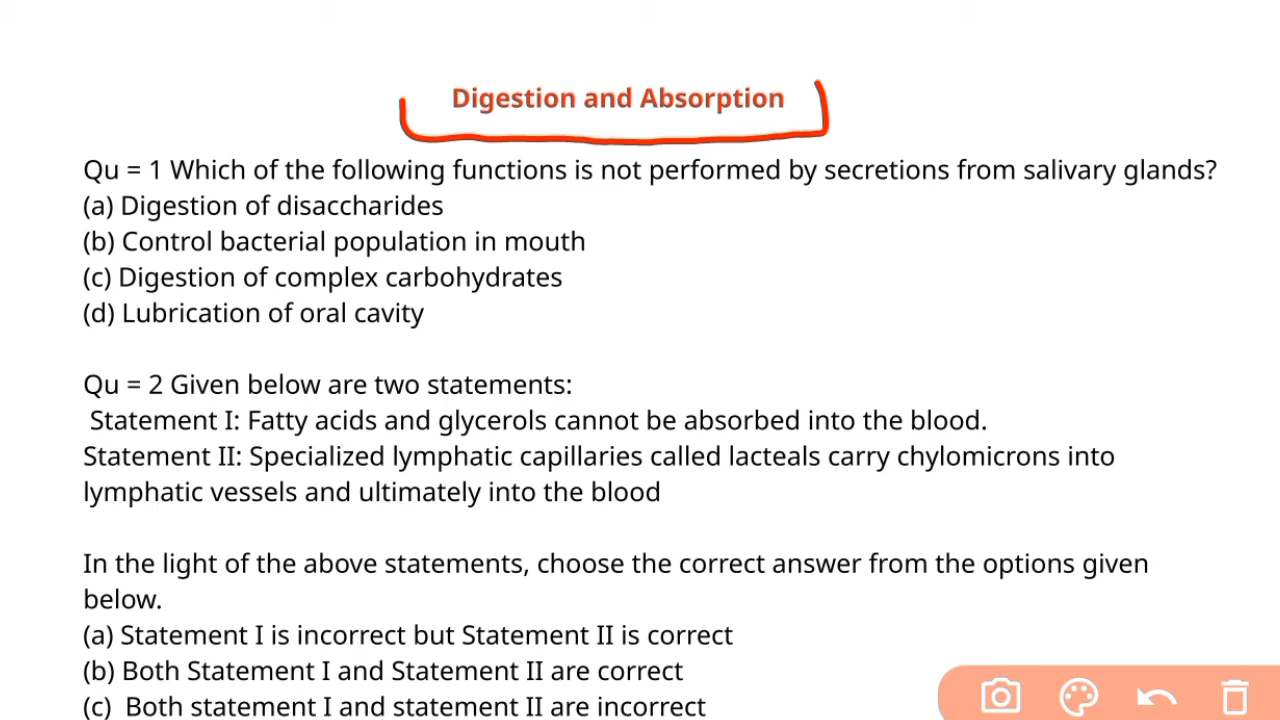 Digestion and Absorption
Qu = 1 Which of the following functions is not performed by secretions from salivary glands?
(a) Digestion of disaccharides
(b) Control bacterial population in mouth
(c) Digestion of complex carbohydrates
(d) Lubrication of oral cavity
Qu = 2 Given below are two statements:
Statement I: Fatty acids and glycerols cannot be absorbed into the blood.
Statement II: Specialized lymphatic capillaries called lacteals carry chylomicrons into
lymphatic vessels and ultimately into the blood
In the light of the above statements, choose the correct answer from the options given
below.
(a) Statement I is incorrect but Statement II is correct
(b) Both Statement I and Statement II are correct
(c) Both statement I and statement II are incorrect